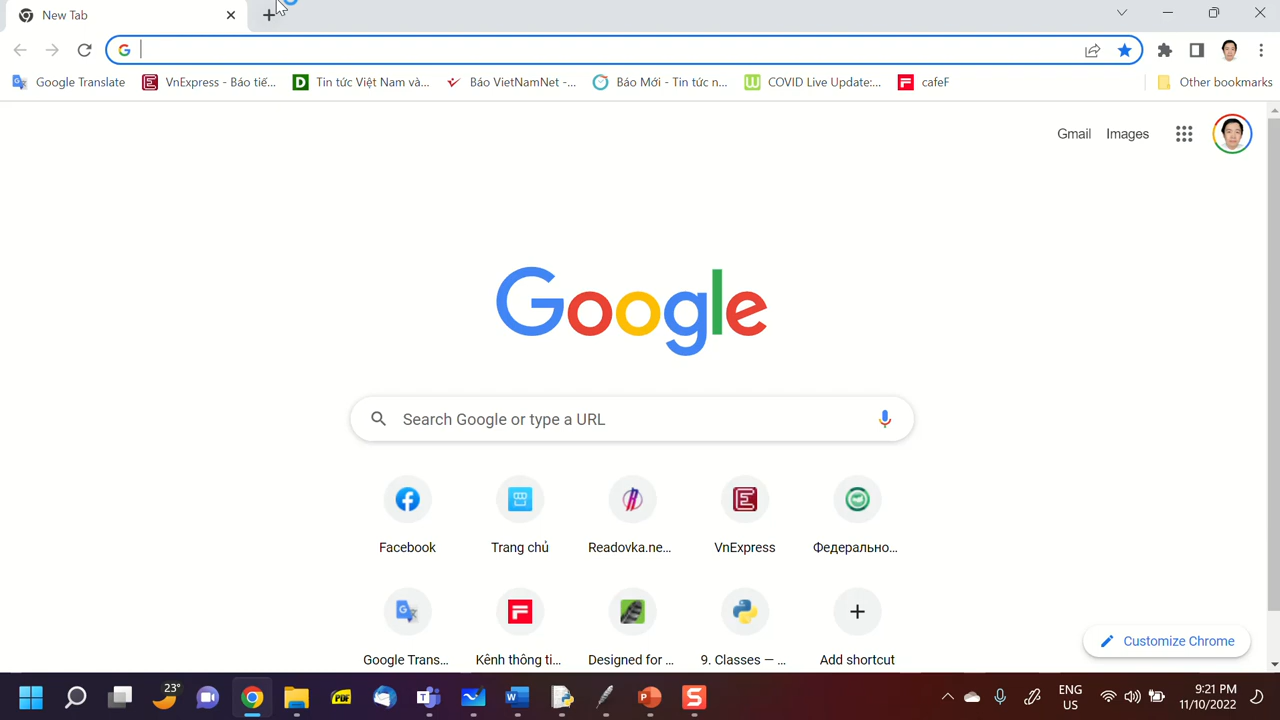 New Tab
Google Translate
VnExpress - Báo tiế...
Tin tức Việt Nam và...
Báo VietNamNet -...
Báo Mới - Tin tức n...
COVID Live Update:...
cafeF
Other bookmarks
Gmail
Images
Google
Search Google or type a URL
Facebook
Trang chủ
Readovka.ne...
VnExpress
Федерально...
Google Trans...
Kênh thông ti...
Designed for ...
9. Classes — ...
Add shortcut
Customize Chrome
23°
PDF
ENG
US
9:21 PM
11/10/2022